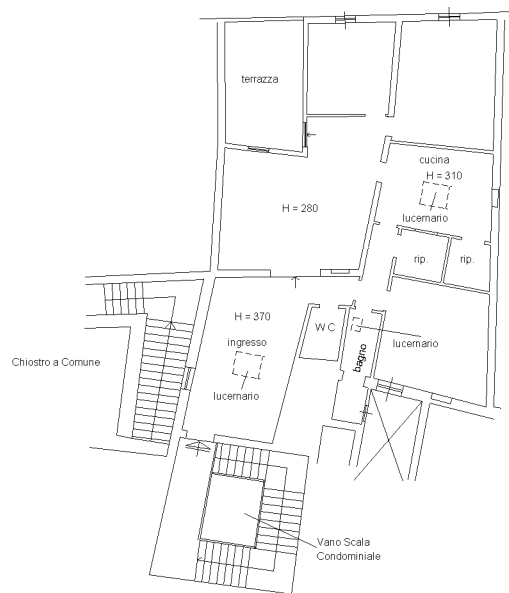 terrazza
cucina
H = 310
lucernario
H = 280
rip.
rip.
H = 370
ingresso
lucernario
WC
bagno
lucernario
Chiostro a Comune
Vano Scala
Condominiale